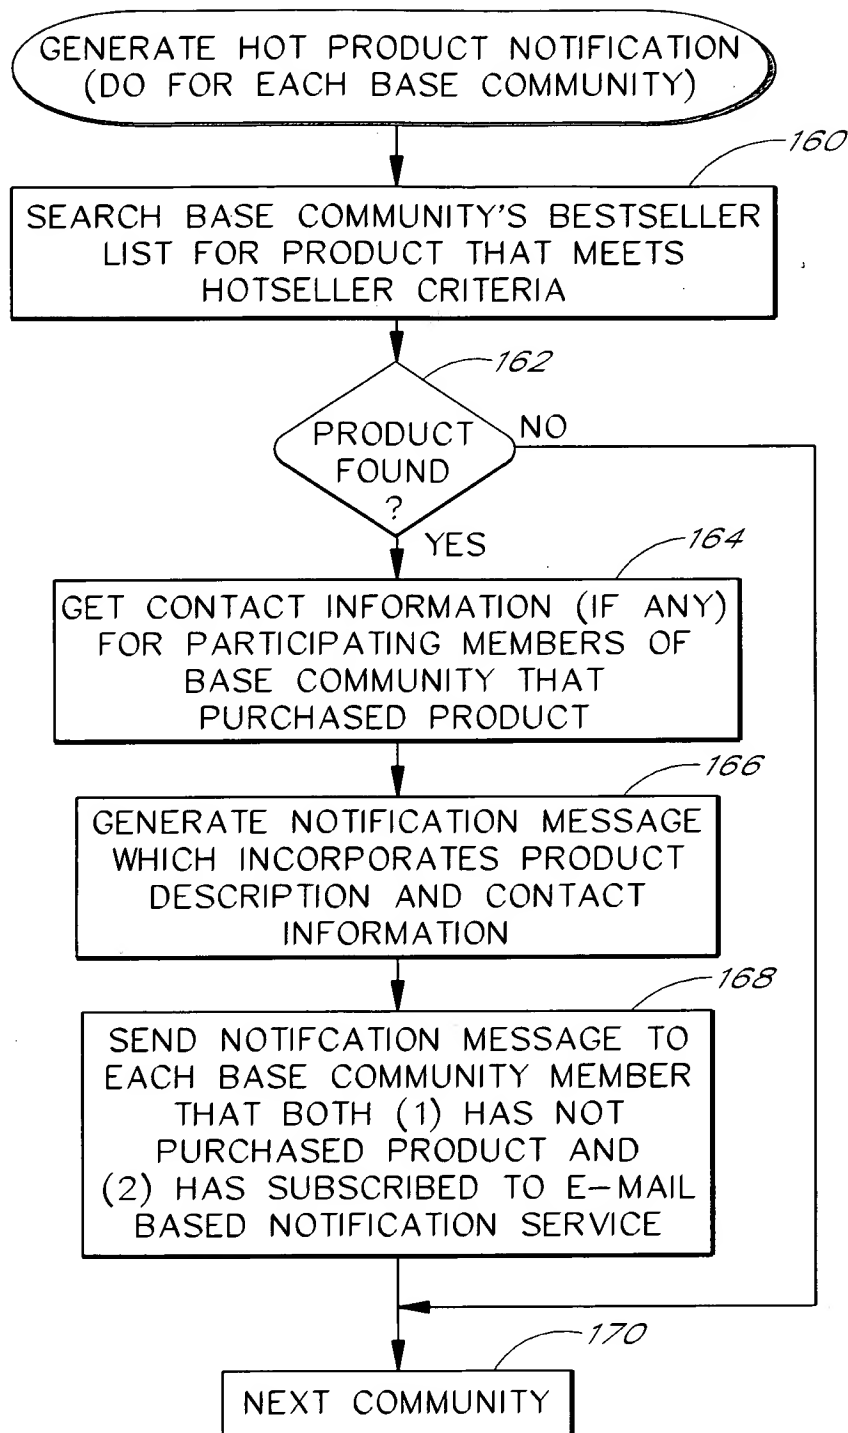 GENERATE HOT PRODUCT NOTIFICATION
(DO FOR EACH BASE COMMUNITY)
160
SEARCH BASE COMMUNITY'S BESTSELLER
LIST FOR PRODUCT THAT MEETS
HOTSELLER CRITERIA
162
PRODUCT
FOUND
?
NO
YES
164
GET CONTACT INFORMATION (IF ANY)
FOR PARTICIPATING MEMBERS OF
BASE COMMUNITY THAT
PURCHASED PRODUCT
166
GENERATE NOTIFICATION MESSAGE
WHICH INCORPORATES PRODUCT
DESCRIPTION AND CONTACT
INFORMATION
168
SEND NOTIFCATION MESSAGE TO
EACH BASE COMMUNITY MEMBER
THAT BOTH (1) HAS NOT
PURCHASED PRODUCT AND
(2) HAS SUBSCRIBED TO E-MAIL
BASED NOTIFICATION SERVICE
170
NEXT COMMUNITY